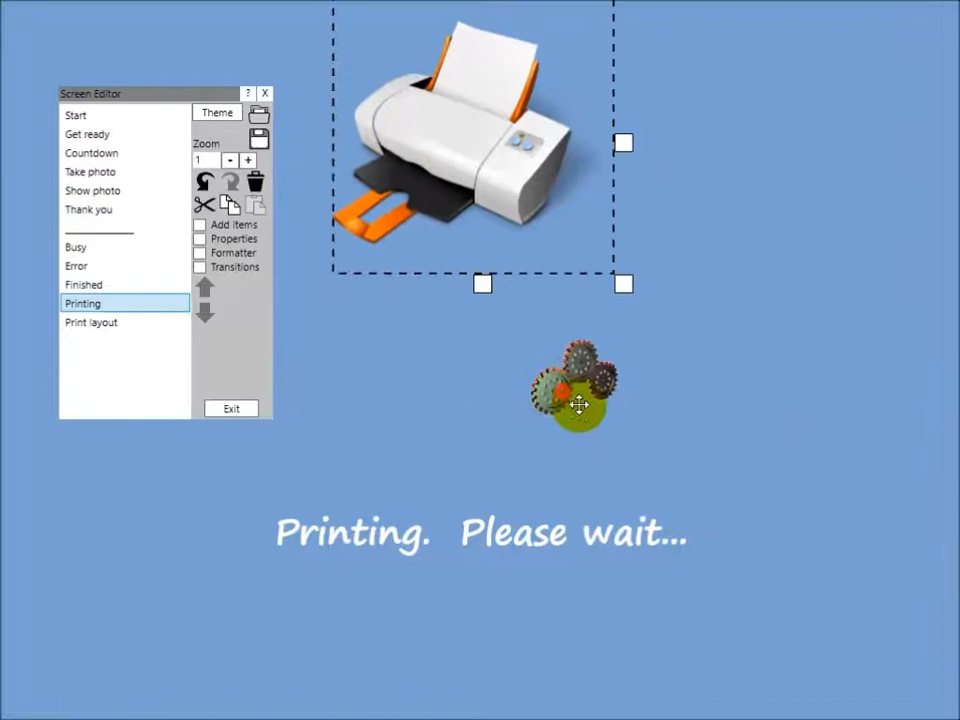 Screen Editor ? X
Start
Get ready
Countdown
Take photo
Show photo
Thank you
Busy
Error
Finished
Printing
Print layout
Theme
Zoom
1 - +
Add items
Properties
Formatter
Transitions
Exit
Printing. Please wait...